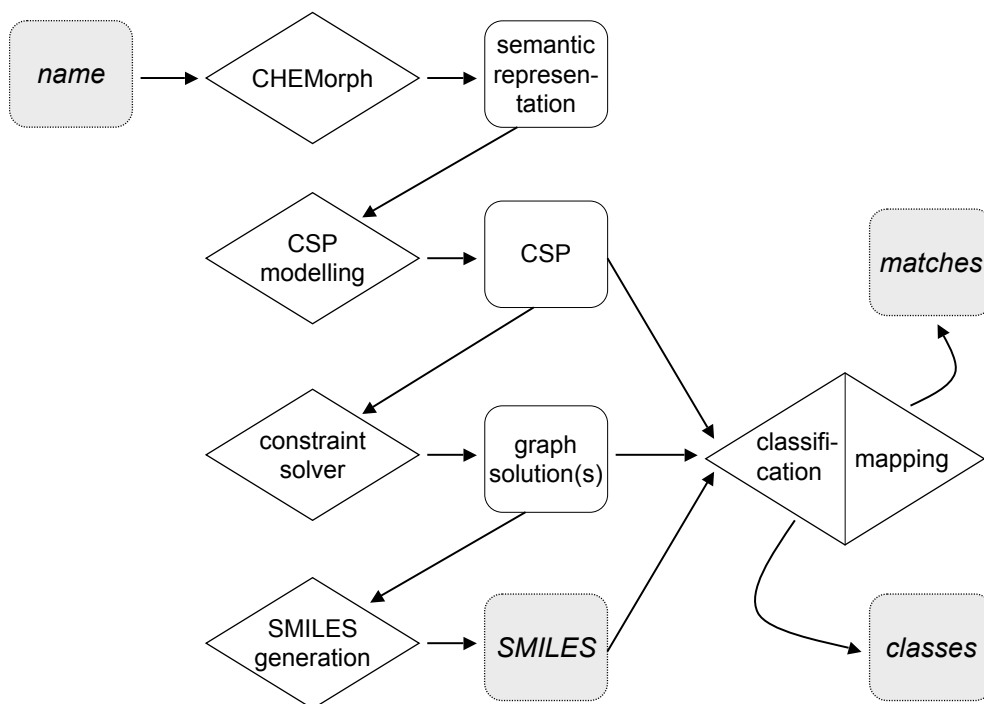 name
CHEMorph
semantic
represen-
tation
CSP
modelling
CSP
matches
constraint
solver
graph
solution(s)
classifi-
cation
mapping
SMILES
generation
SMILES
classes